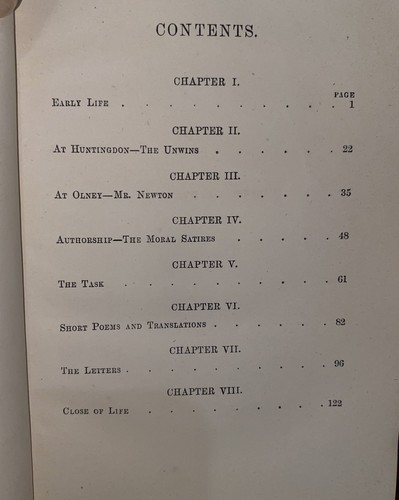 CONTENTS.
CHAPTER I.
PAGE
EARLY LIFE . . . . . . . . . . 1
CHAPTER II.
AT HUNTINGDON—THE UNWINS . . . . . . 22
CHAPTER III.
AT OLNEY—MR. NEWTON . . . . . . . 35
CHAPTER IV.
AUTHORSHIP—THE MORAL SATIRES . . . . . 48
CHAPTER V.
THE TASK . . . . . . . . . 61
CHAPTER VI.
SHORT POEMS AND TRANSLATIONS . . . . . . 82
CHAPTER VII.
THE LETTERS . . . . . . . . . 96
CHAPTER VIII.
CLOSE OF LIFE . . . . . . . . 122